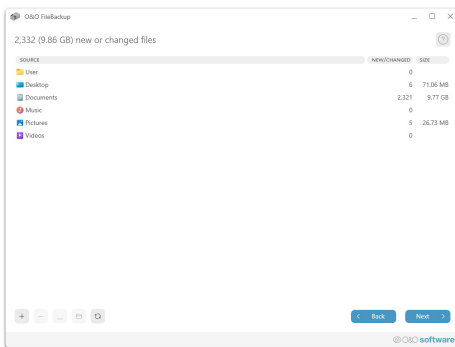 O&O FileBackup
2,332 (9.86 GB) new or changed files
SOURCE NEW/CHANGED SIZE
User 0
Desktop 6 71.06 MB
Documents 2,321 9.77 GB
Music 0
Pictures 5 26.73 MB
Videos 0
Back Next
O&O software